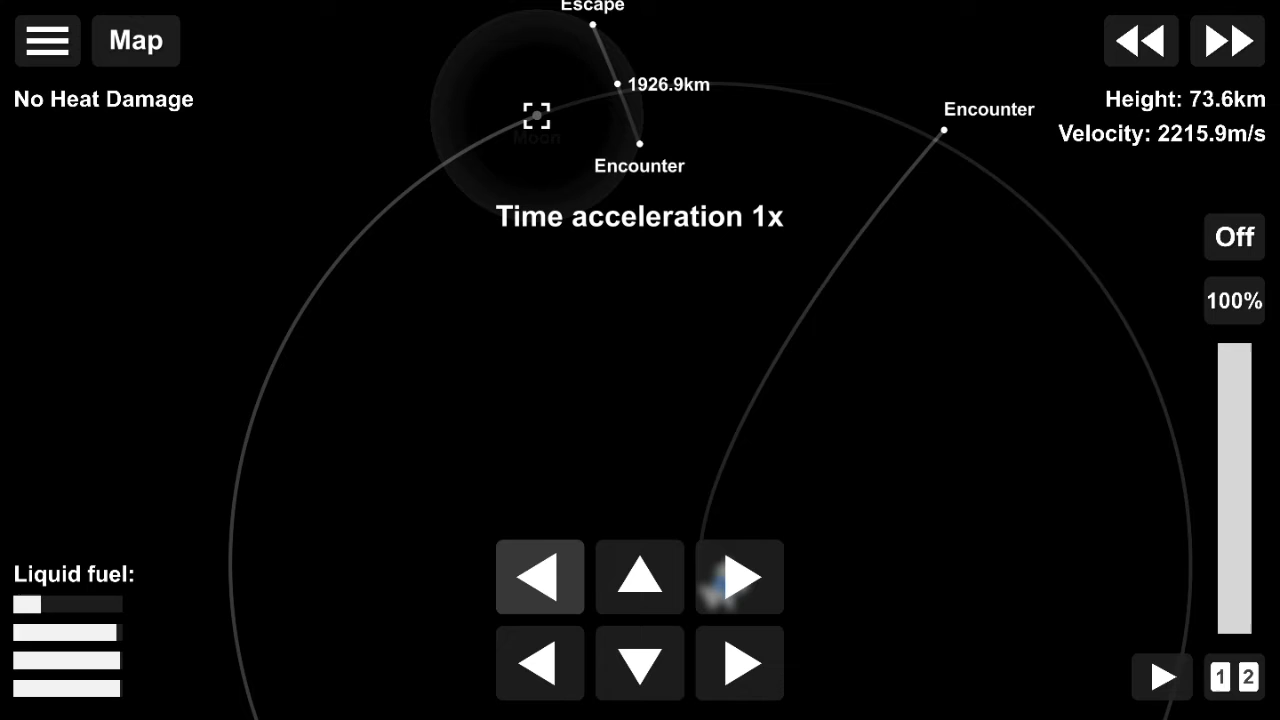 Escape
Map
1926.9km
No Heat Damage
Height: 73.6km
Encounter
Velocity: 2215.9m/s
Moon
Encounter
Time acceleration 1x
Off
100%
Liquid fuel:
1 2